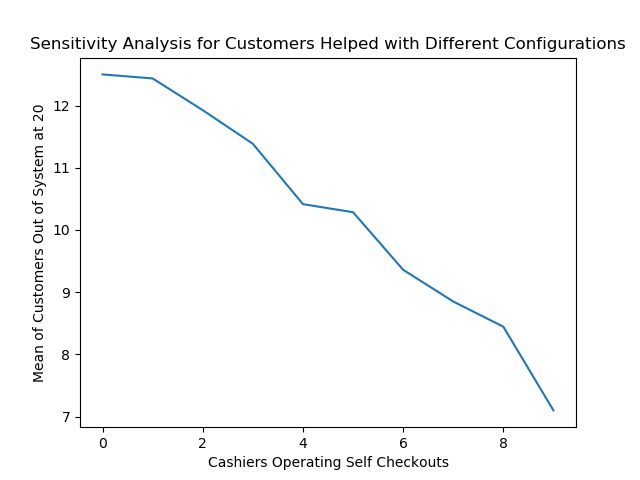 Sensitivity Analysis for Customers Helped with Different Configurations
Mean of Customers Out of System at 20
12
11
10
9
8
7
0 2 4 6 8
Cashiers Operating Self Checkouts